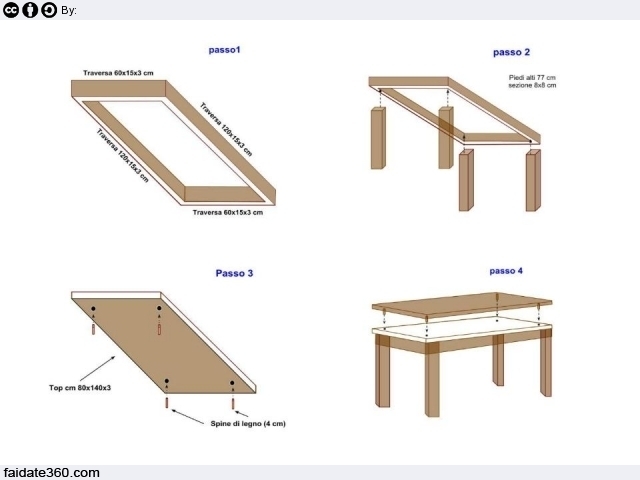 By:
passo1
Traversa 60x15x3 cm
Traversa 120x15x3 cm
Traversa 120x15x3 cm
Traversa 60x15x3 cm
passo 2
Piedi alti 77 cm
sezione 8x8 cm
Passo 3
Top cm 80x140x3
Spine di legno (4 cm)
passo 4
faidate360.com